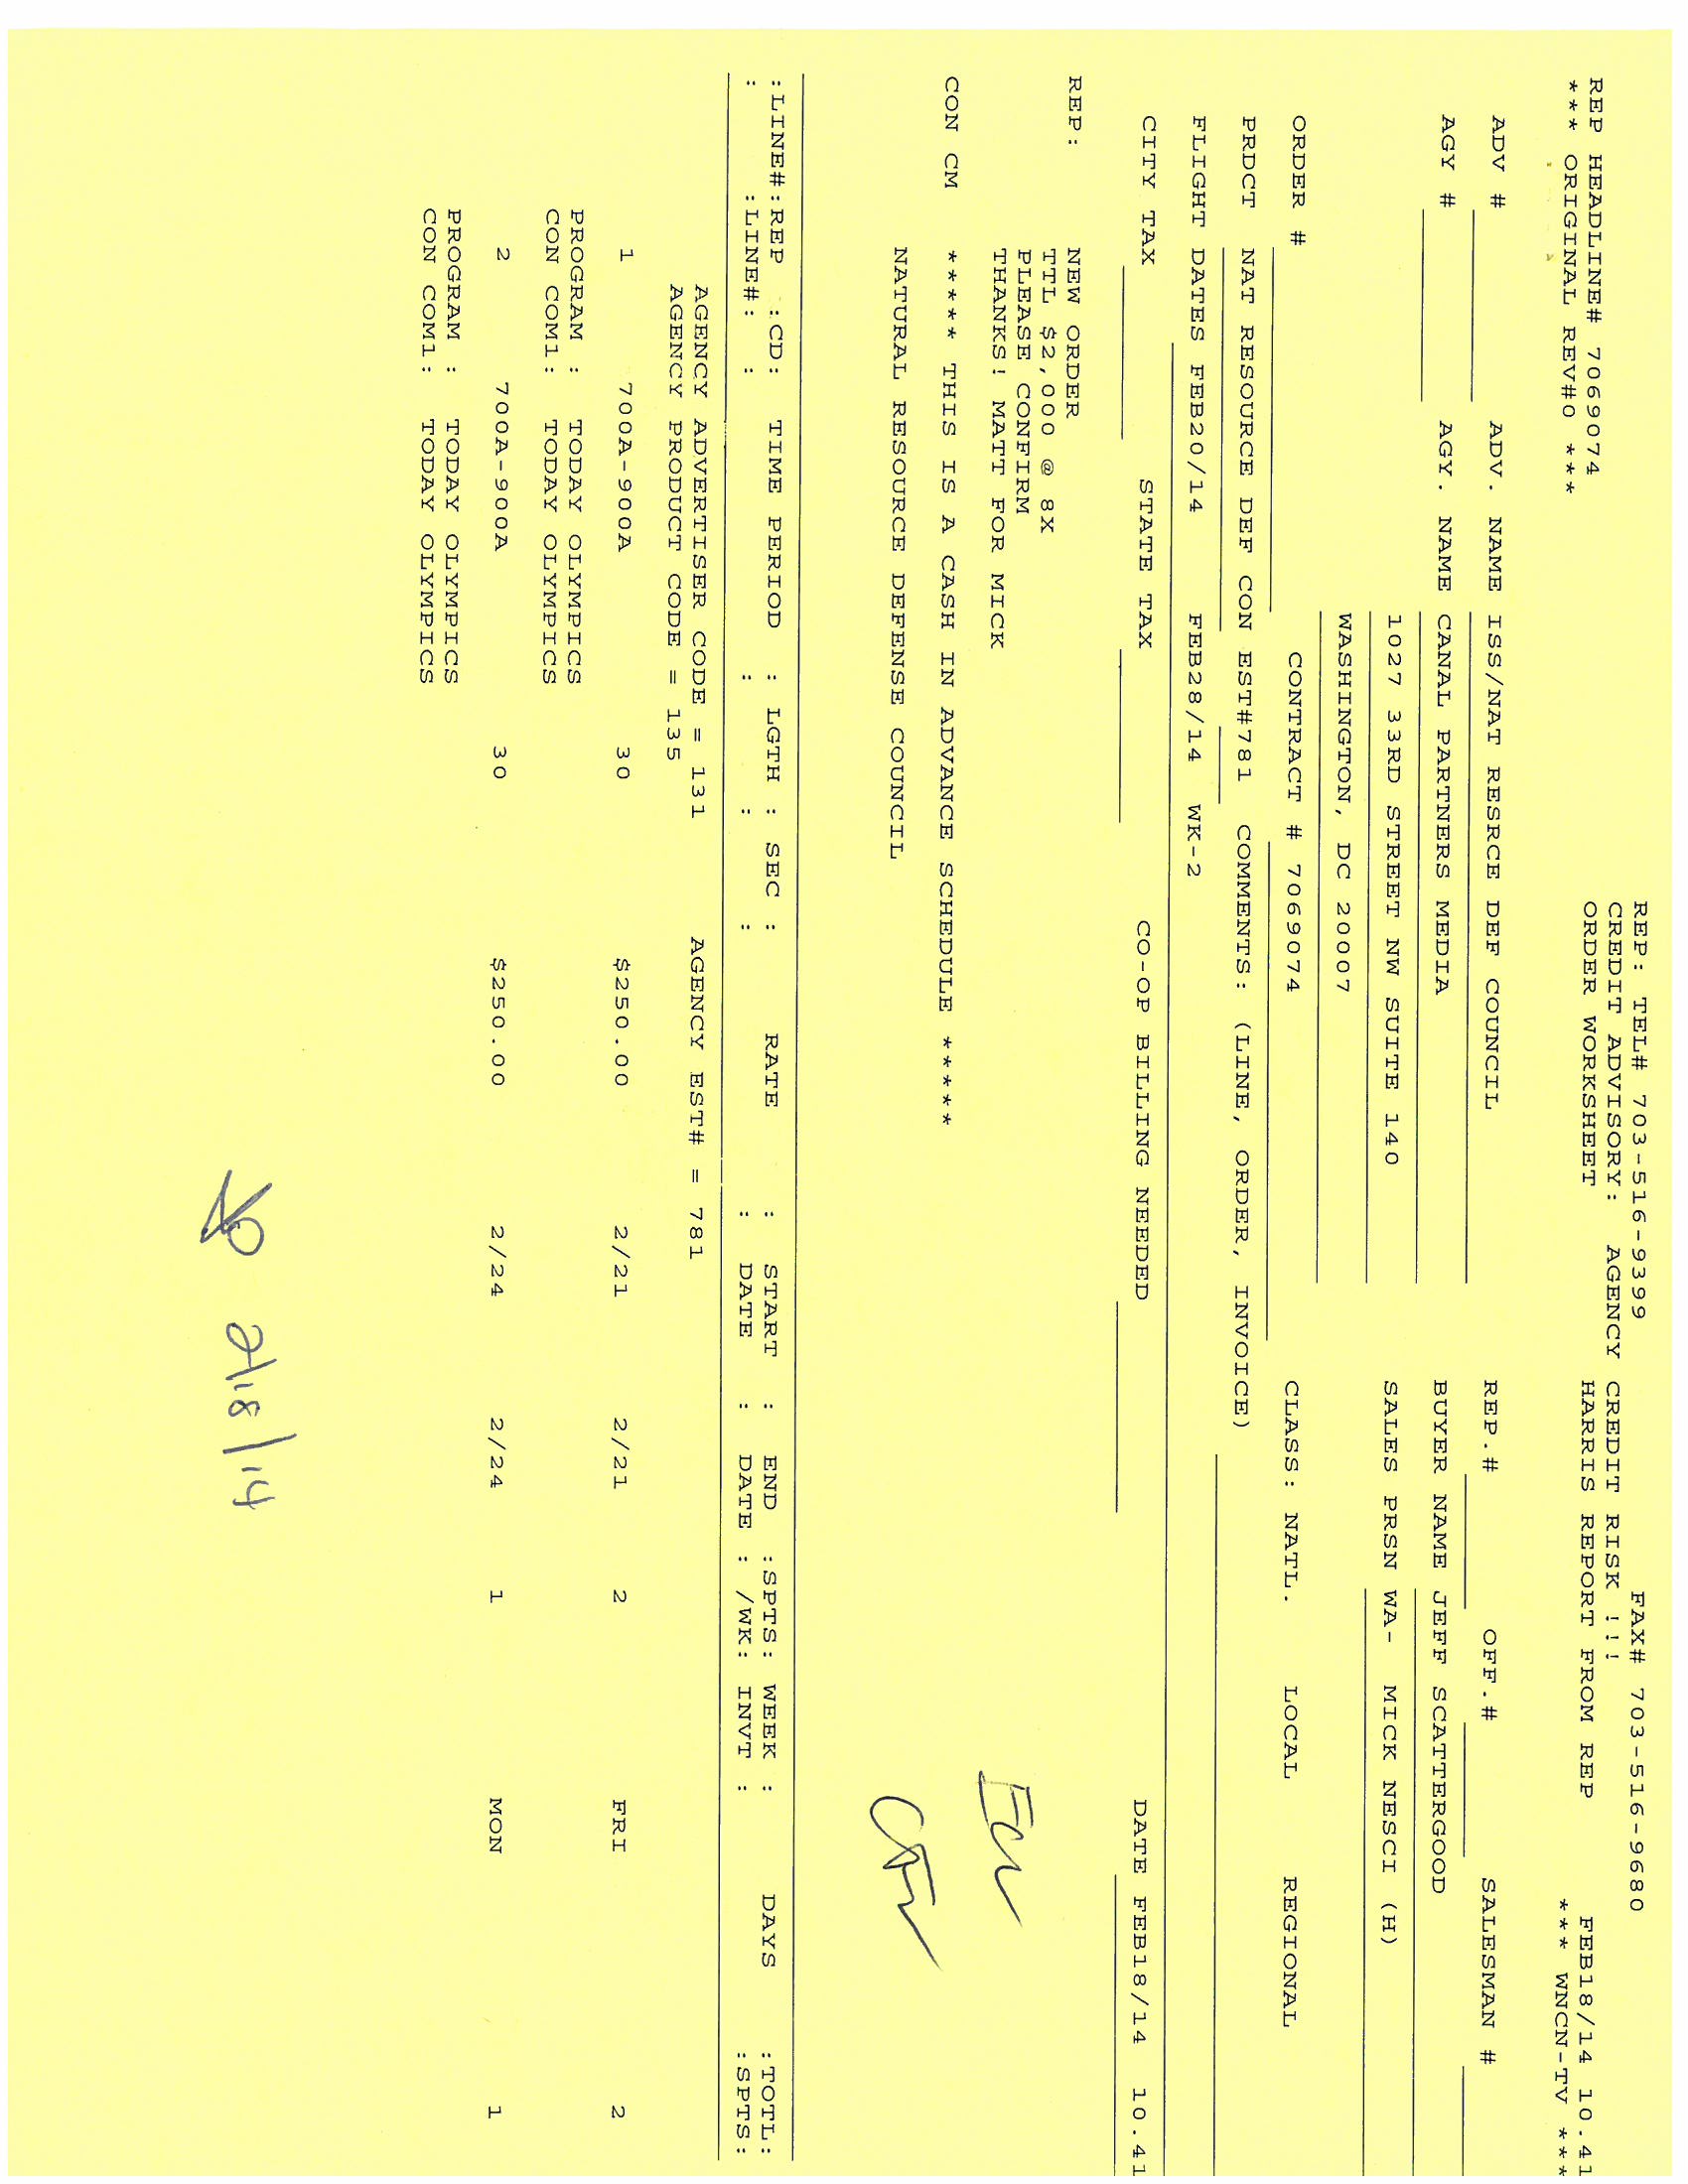 REP: TEL# 703-516-9399 FAX# 703-516-9680
CREDIT ADVISORY: AGENCY CREDIT RISK !!!
REP HEADLINE# 7069074 ORDER WORKSHEET HARRIS REPORT FROM REP FEB18/14 10.41
*** ORIGINAL REV#0 *** *** WNCN-TV ***
ADV # ADV. NAME ISS/NAT RESRCE DEF COUNCIL REP.# OFF.# SALESMAN #
AGY # AGY. NAME CANAL PARTNERS MEDIA BUYER NAME JEFF SCATTERGOOD
1027 33RD STREET NW SUITE 140 SALES PRSN WA- MICK NESCI (H)
WASHINGTON, DC 20007
ORDER # CONTRACT # 7069074 CLASS: NATL. LOCAL REGIONAL
PRDCT NAT RESOURCE DEF CON EST#781 COMMENTS: (LINE, ORDER, INVOICE)
FLIGHT DATES FEB20/14 FEB28/14 WK-2
CITY TAX STATE TAX CO-OP BILLING NEEDED DATE FEB18/14 10.41
REP: NEW ORDER
TTL $2,000 @ 8X
PLEASE CONFIRM
THANKS! MATT FOR MICK
CON CM ***** THIS IS A CASH IN ADVANCE SCHEDULE *****
NATURAL RESOURCE DEFENSE COUNCIL
:LINE#:REP :CD: TIME PERIOD : LGTH : SEC : RATE : START : END :SPTS: WEEK : DAYS :TOTL:
: :LINE#: : : : : : DATE : DATE : /WK: INVT : :SPTS:
AGENCY ADVERTISER CODE = 131 AGENCY EST# = 781
AGENCY PRODUCT CODE = 135
1 700A-900A 30 $250.00 2/21 2/21 2 FRI 2
PROGRAM : TODAY OLYMPICS
CON COM1: TODAY OLYMPICS
2 700A-900A 30 $250.00 2/24 2/24 1 MON 1
PROGRAM : TODAY OLYMPICS
CON COM1: TODAY OLYMPICS
2/18/14